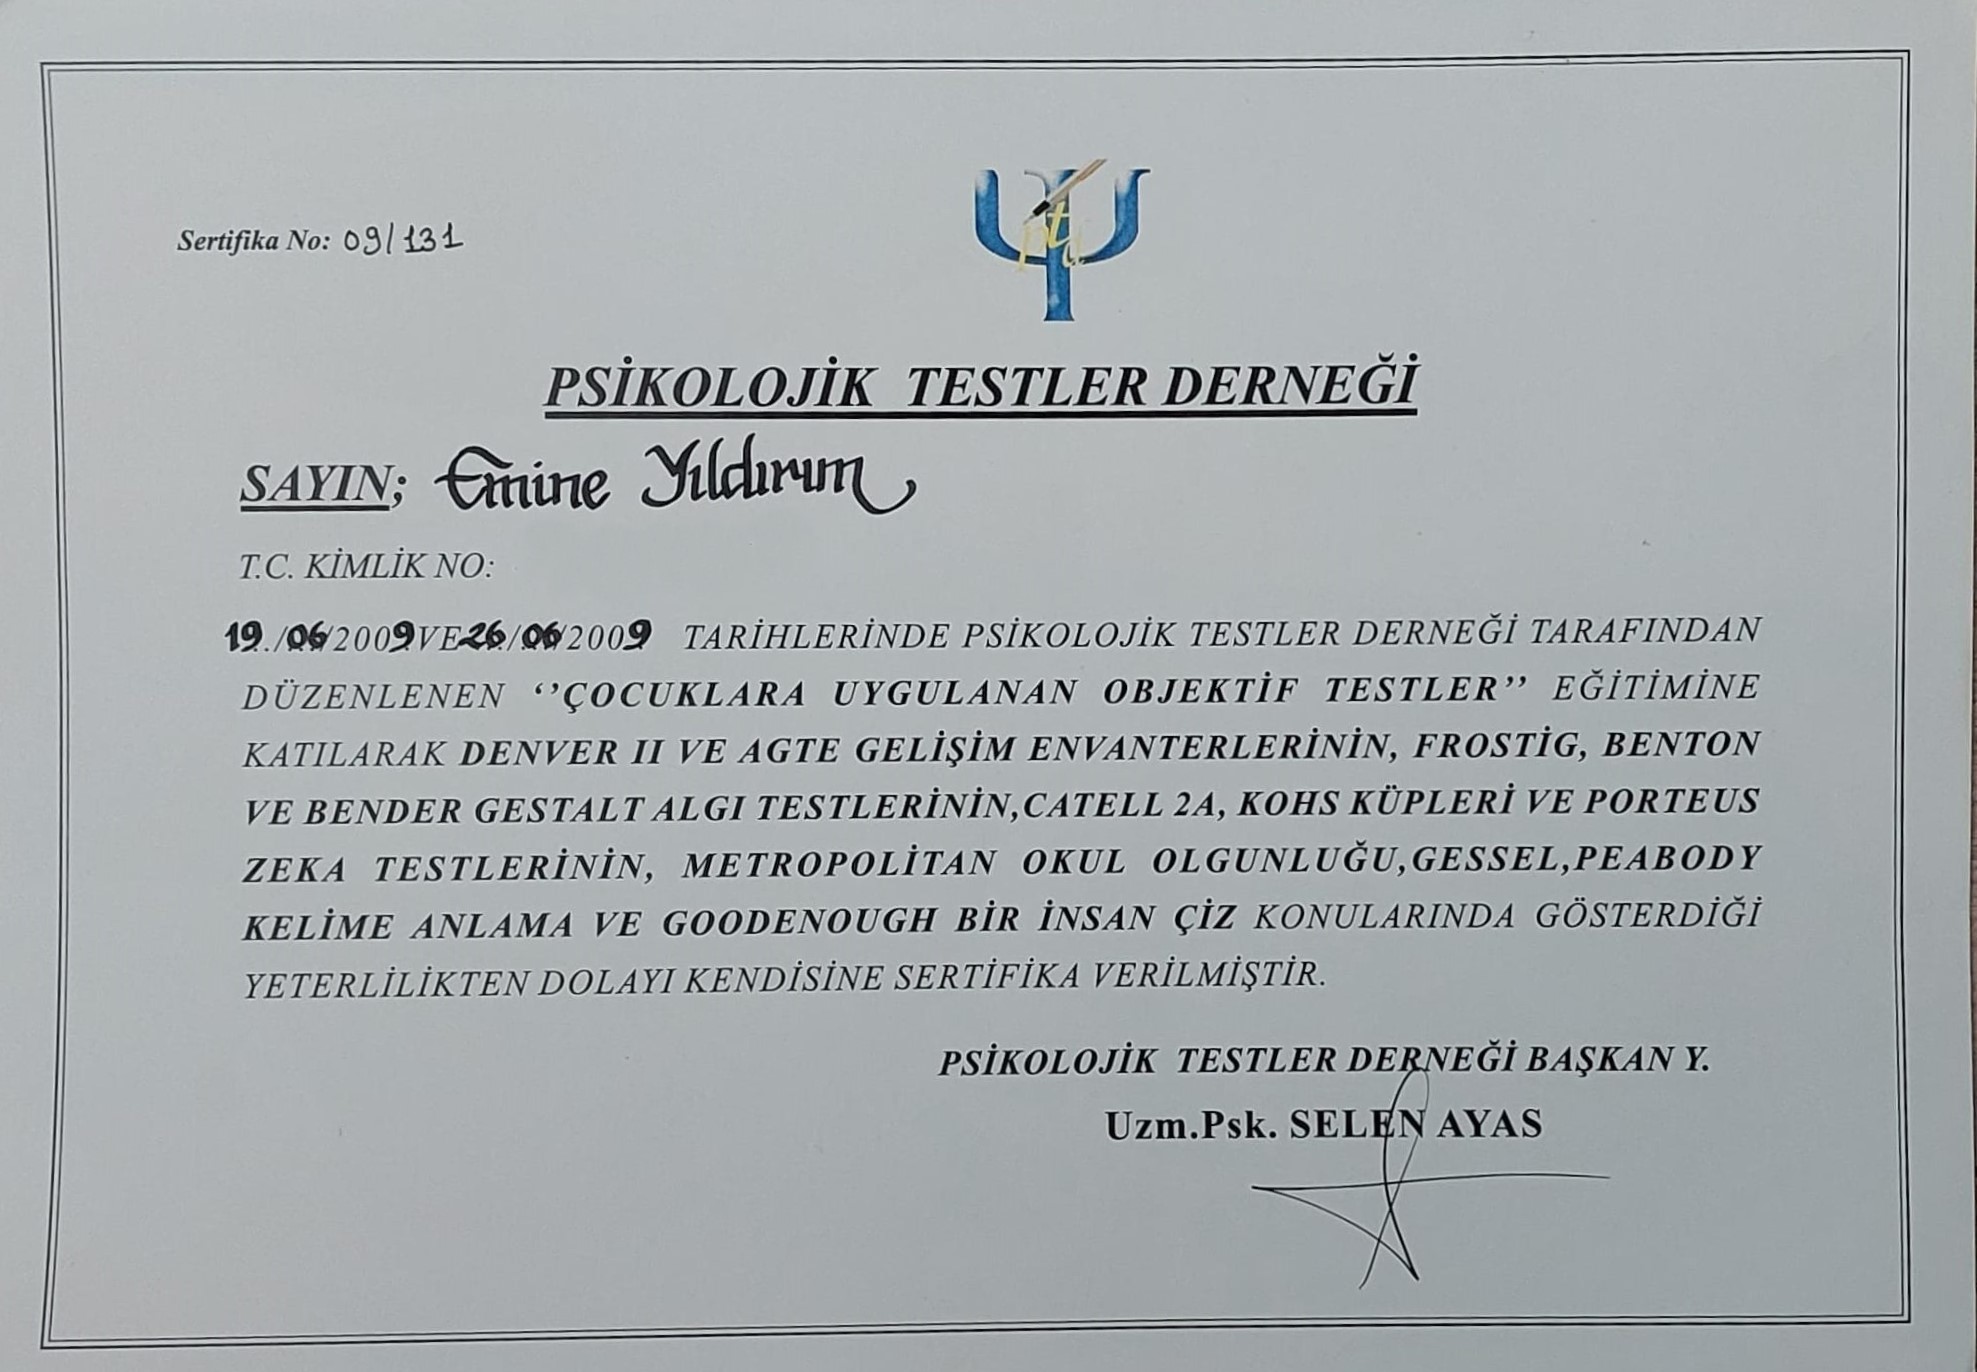 Sertifika No: 09/131
ptd
PSİKOLOJİK TESTLER DERNEĞİ
SAYIN; Emine Yıldırım
T.C. KİMLİK NO:
19./06/2009VE26/06/2009 TARİHLERİNDE PSİKOLOJİK TESTLER DERNEĞİ TARAFINDAN
DÜZENLENEN ‘’ÇOCUKLARA UYGULANAN OBJEKTİF TESTLER’’ EĞİTİMİNE
KATILARAK DENVER II VE AGTE GELİŞİM ENVANTERLERİNİN, FROSTİG, BENTON
VE BENDER GESTALT ALGI TESTLERİNİN,CATELL 2A, KOHS KÜPLERİ VE PORTEUS
ZEKA TESTLERİNİN, METROPOLİTAN OKUL OLGUNLUĞU,GESSEL,PEABODY
KELİME ANLAMA VE GOODENOUGH BİR İNSAN ÇİZ KONULARINDA GÖSTERDİĞİ
YETERLİLİKTEN DOLAYI KENDİSİNE SERTİFİKA VERİLMİŞTİR.
PSİKOLOJİK TESTLER DERNEĞİ BAŞKAN Y.
Uzm.Psk. SELEN AYAS